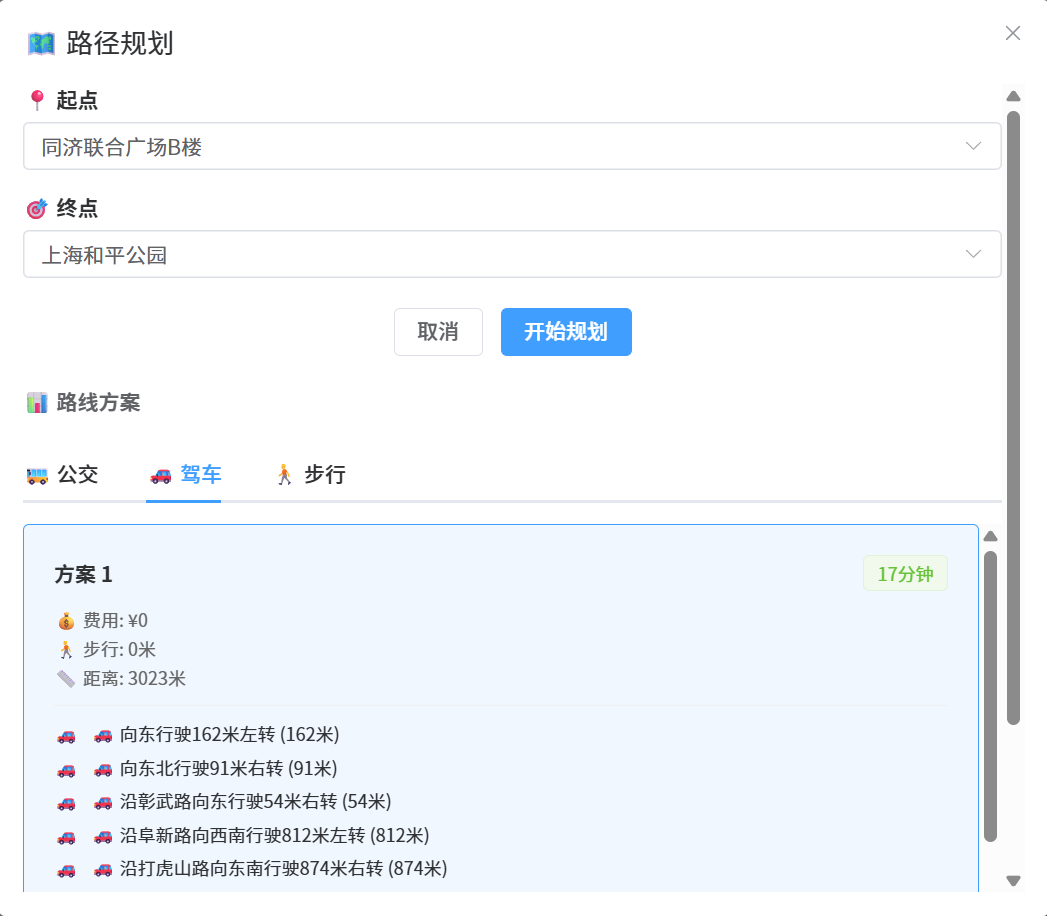 路径规划
起点
同济联合广场B楼
终点
上海和平公园
取消 开始规划
路线方案
公交 驾车 步行
方案 1 17分钟
费用: ¥0
步行: 0米
距离: 3023米
向东行驶162米左转 (162米)
向东北行驶91米右转 (91米)
沿彰武路向东行驶54米右转 (54米)
沿阜新路向西南行驶812米左转 (812米)
沿打虎山路向东南行驶874米右转 (874米)